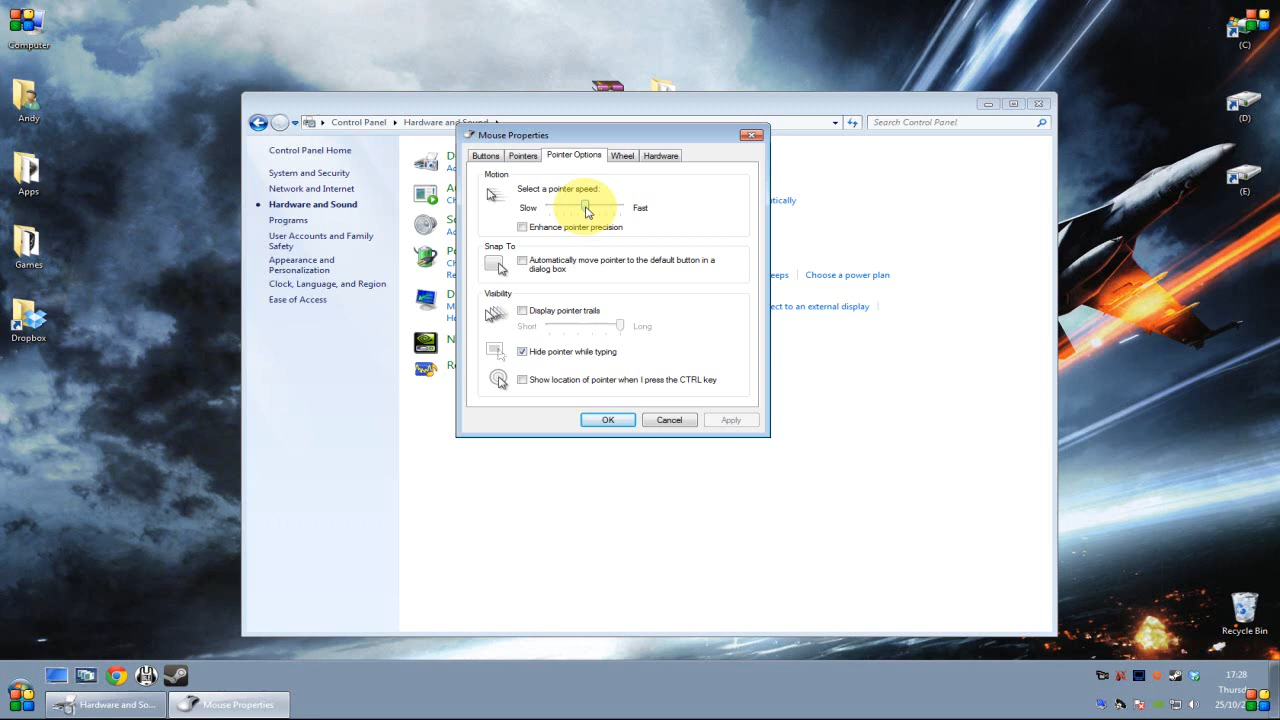 Computer
Andy
Apps
Games
Dropbox
(C)
(D)
(E)
Recycle Bin
Control Panel
Hardware and Sound
Search Control Panel
Control Panel Home
System and Security
Network and Internet
Hardware and Sound
Programs
User Accounts and Family
Safety
Appearance and
Personalization
Clock, Language, and Region
Ease of Access
Choose a power plan
ect to an external display
Mouse Properties
Buttons
Pointers
Pointer Options
Wheel
Hardware
Motion
Select a pointer speed:
Slow
Fast
Enhance pointer precision
Snap To
Automatically move pointer to the default button in a
dialog box
Visibility
Display pointer trails
Short
Long
Hide pointer while typing
Show location of pointer when I press the CTRL key
OK
Cancel
Apply
Hardware and So...
Mouse Properties
17:28
Thursd
25/10/2